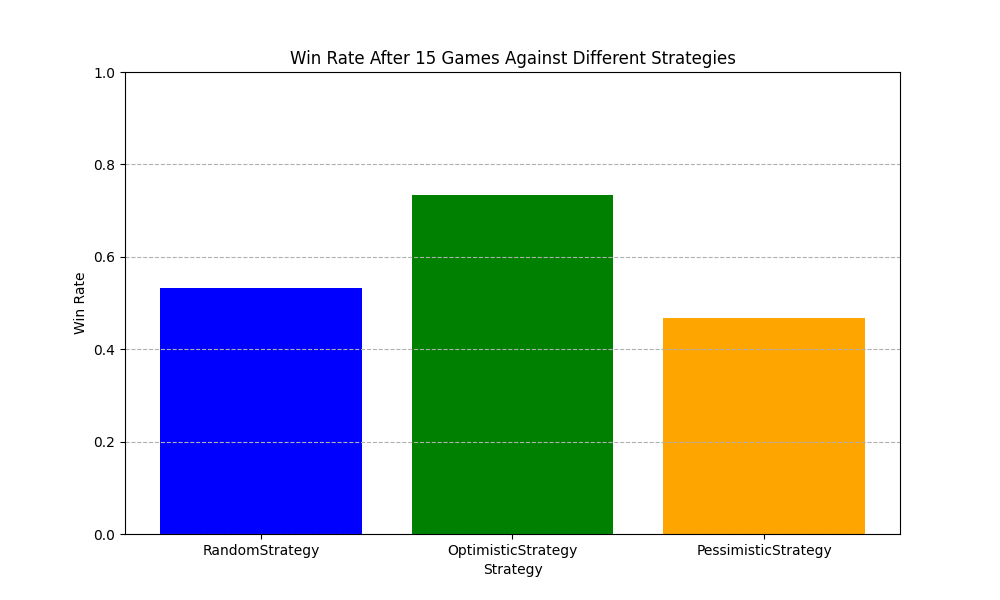 Win Rate After 15 Games Against Different Strategies
1.0
0.8
0.6
0.4
0.2
0.0
Win Rate
RandomStrategy
OptimisticStrategy
PessimisticStrategy
Strategy